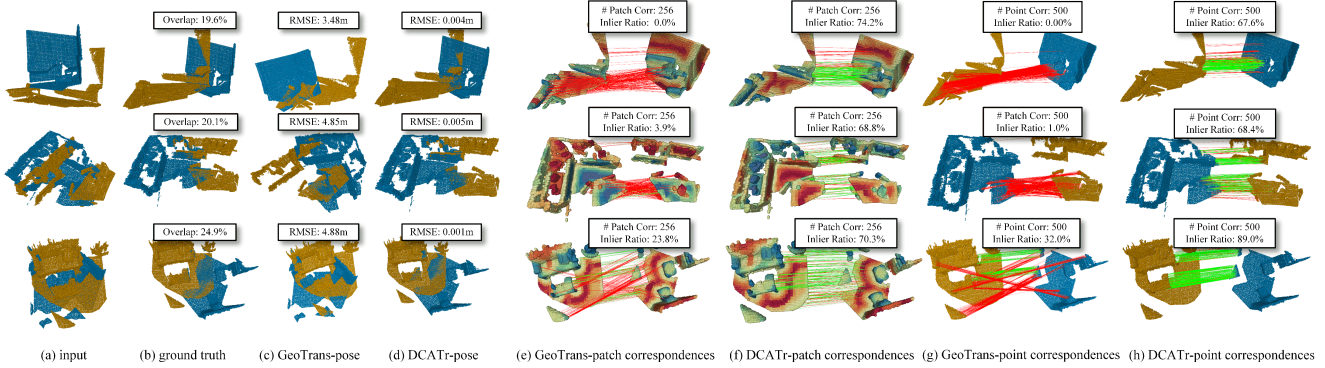 Overlap: 19.6%
RMSE: 3.48m
RMSE: 0.004m
# Patch Corr: 256
Inlier Ratio: 0.0%
# Patch Corr: 256
Inlier Ratio: 74.2%
# Point Corr: 500
Inlier Ratio: 0.00%
# Point Corr: 500
Inlier Ratio: 67.6%
Overlap: 20.1%
RMSE: 4.85m
RMSE: 0.005m
# Patch Corr: 256
Inlier Ratio: 3.9%
# Patch Corr: 256
Inlier Ratio: 68.8%
# Point Corr: 500
Inlier Ratio: 1.0%
# Point Corr: 500
Inlier Ratio: 68.4%
Overlap: 24.9%
RMSE: 4.88m
RMSE: 0.001m
# Patch Corr: 256
Inlier Ratio: 23.8%
# Patch Corr: 256
Inlier Ratio: 70.3%
# Point Corr: 500
Inlier Ratio: 32.0%
# Point Corr: 500
Inlier Ratio: 89.0%
(a) input
(b) ground truth
(c) GeoTrans-pose
(d) DCATr-pose
(e) GeoTrans-patch correspondences
(f) DCATr-patch correspondences
(g) GeoTrans-point correspondences
(h) DCATr-point correspondences